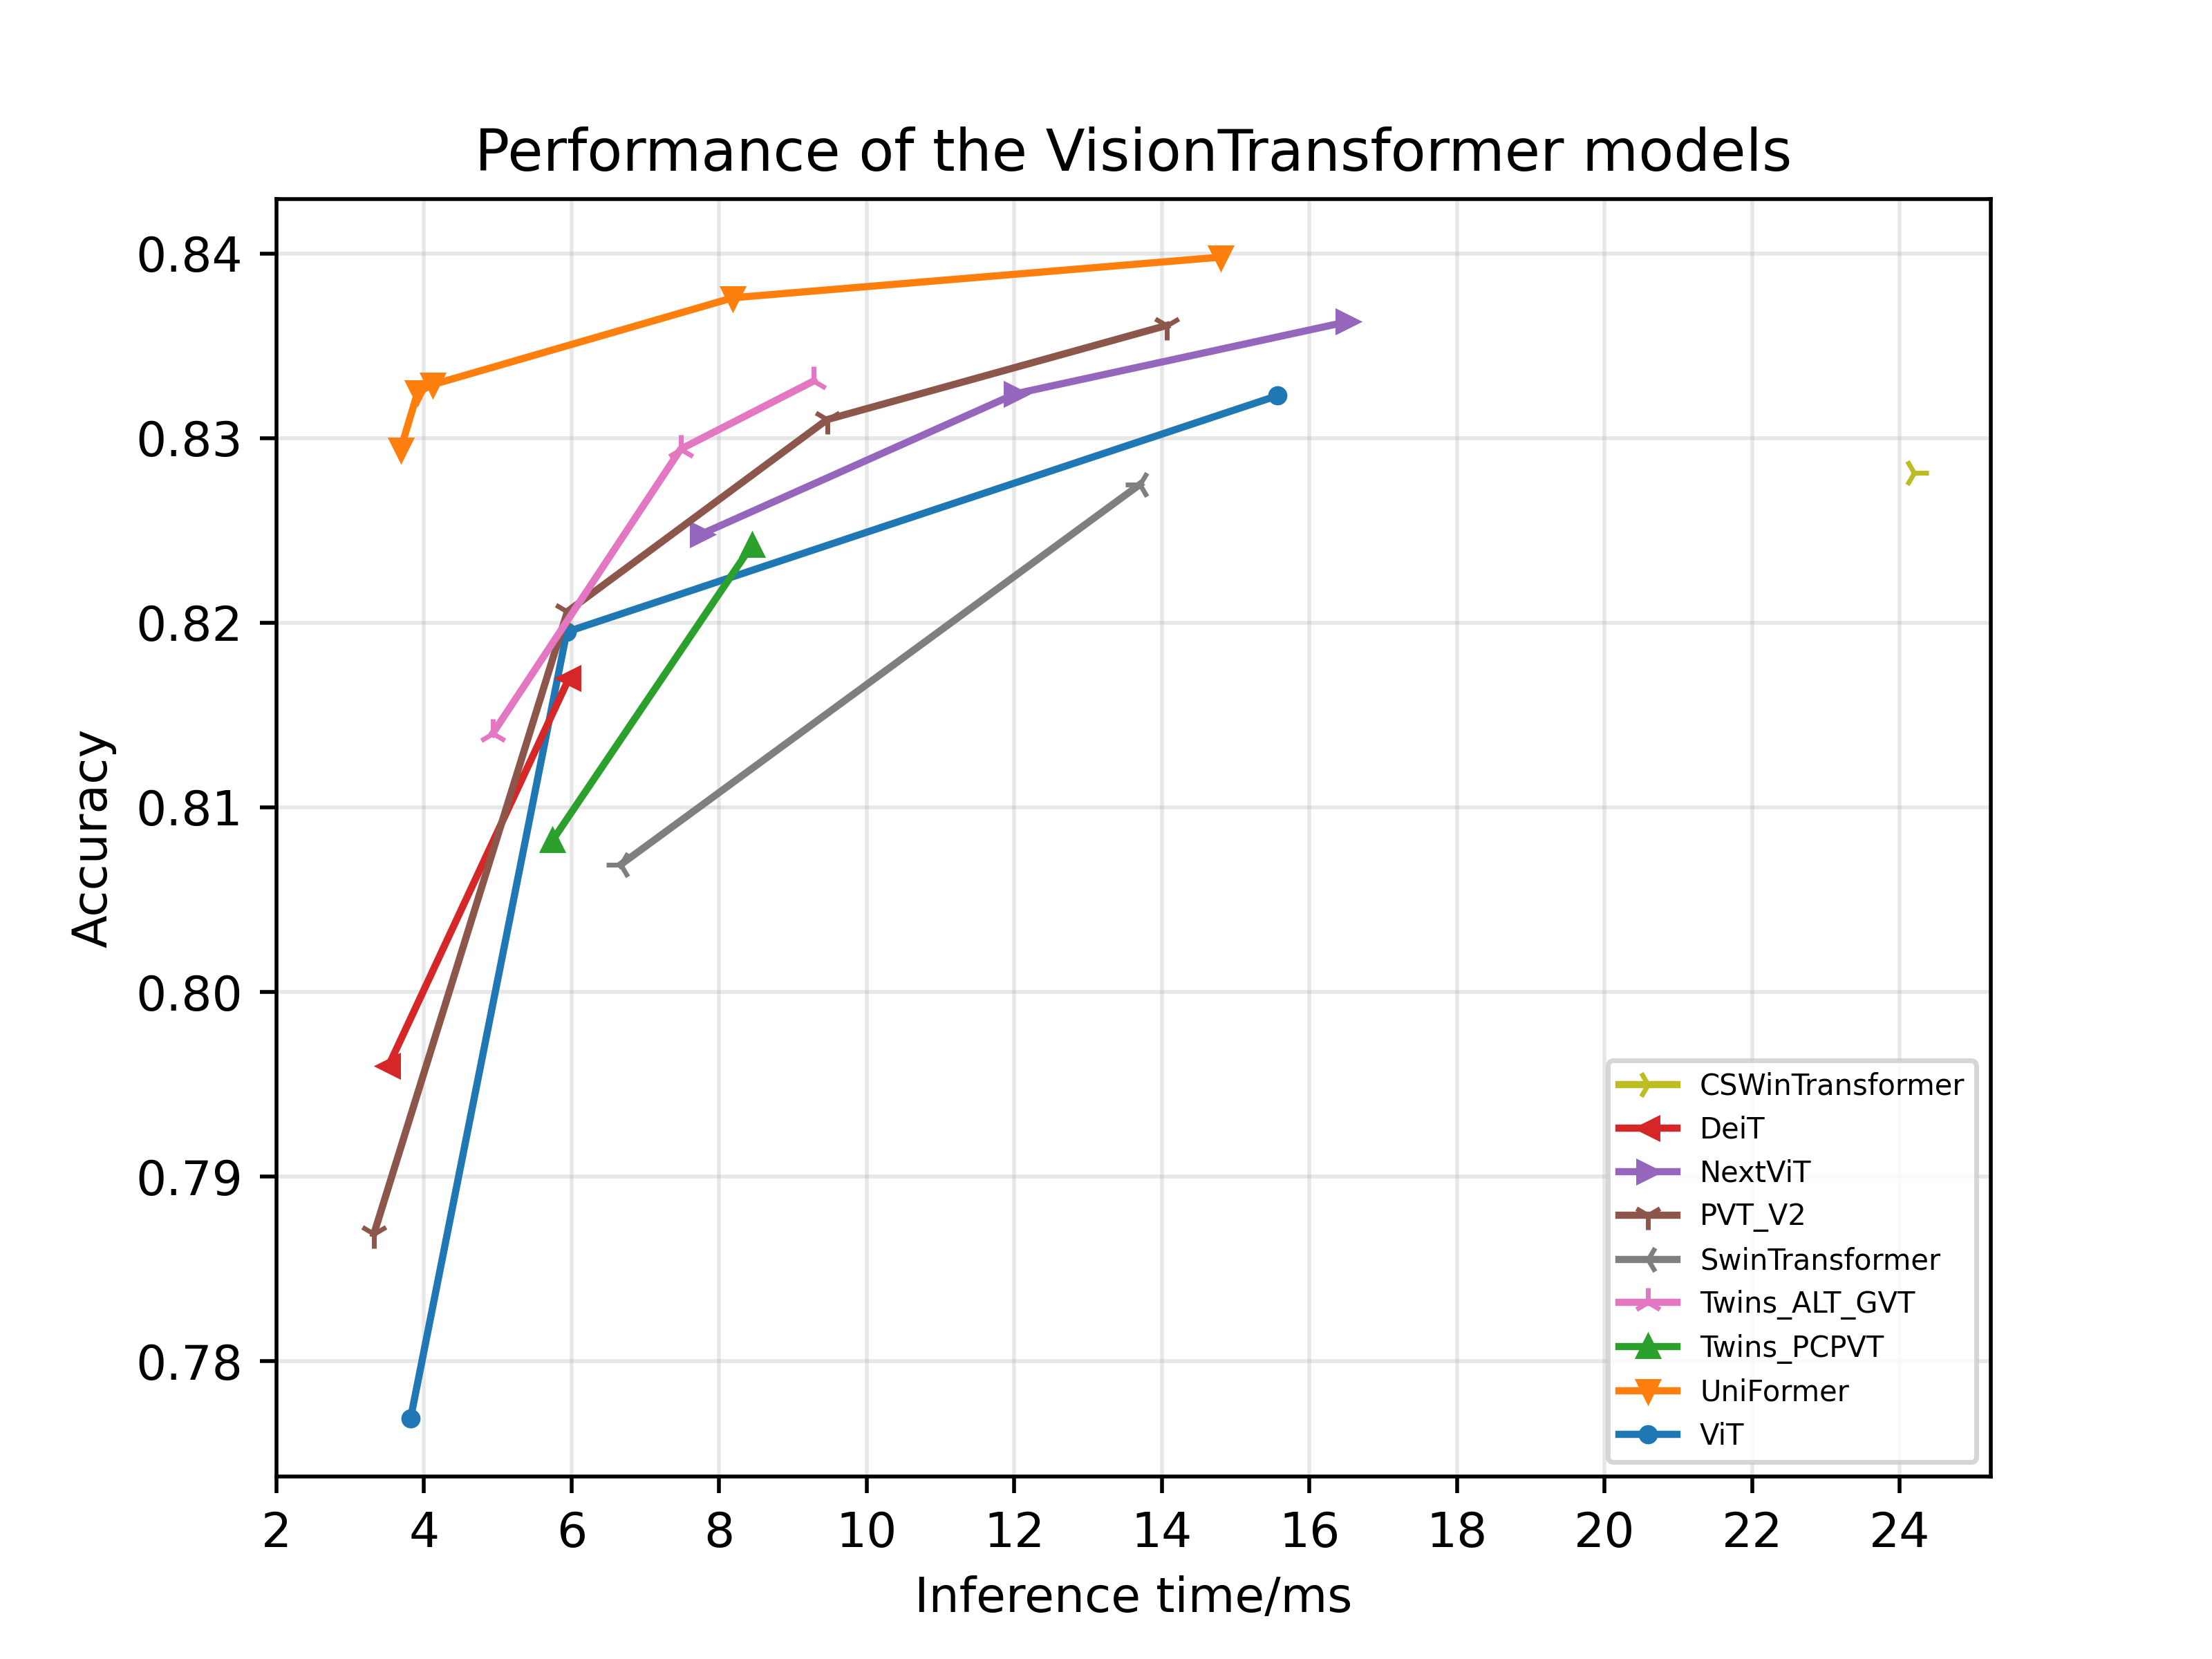 Performance of the VisionTransformer models
0.84
0.83
0.82
0.81
0.80
0.79
0.78
Accuracy
CSWinTransformer
DeiT
NextViT
PVT_V2
SwinTransformer
Twins_ALT_GVT
Twins_PCPVT
UniFormer
ViT
2 4 6 8 10 12 14 16 18 20 22 24
Inference time/ms